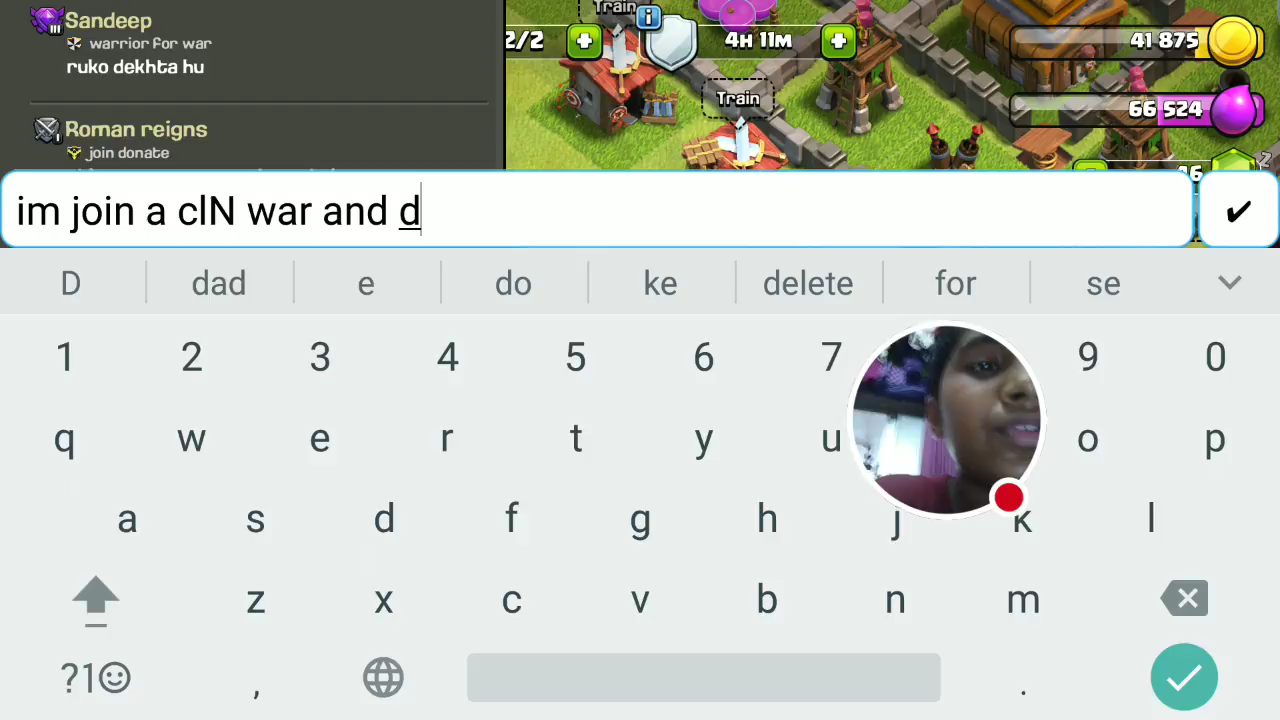 Sandeep
III
warrior for war
ruko dekhta hu
Roman reigns
I
join donate
Train
i
2/2
4H 11M
41 875
Train
66 524
46
im join a clN war and d
✔
D dad e do ke delete for se
1 2 3 4 5 6 7 9 0
q w e r t y u o p
a s d f g h j k l
z x c v b n m
?1☺ , .